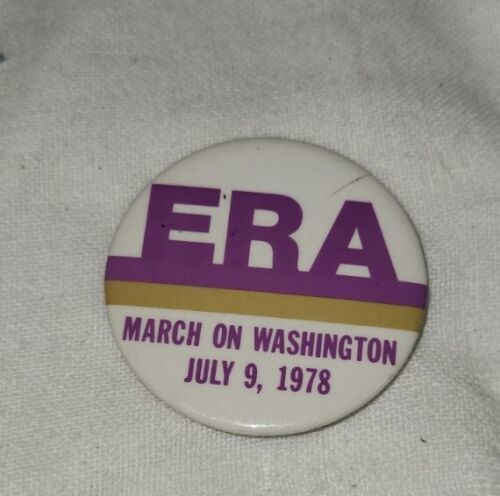 ERA
MARCH ON WASHINGTON
JULY 9, 1978